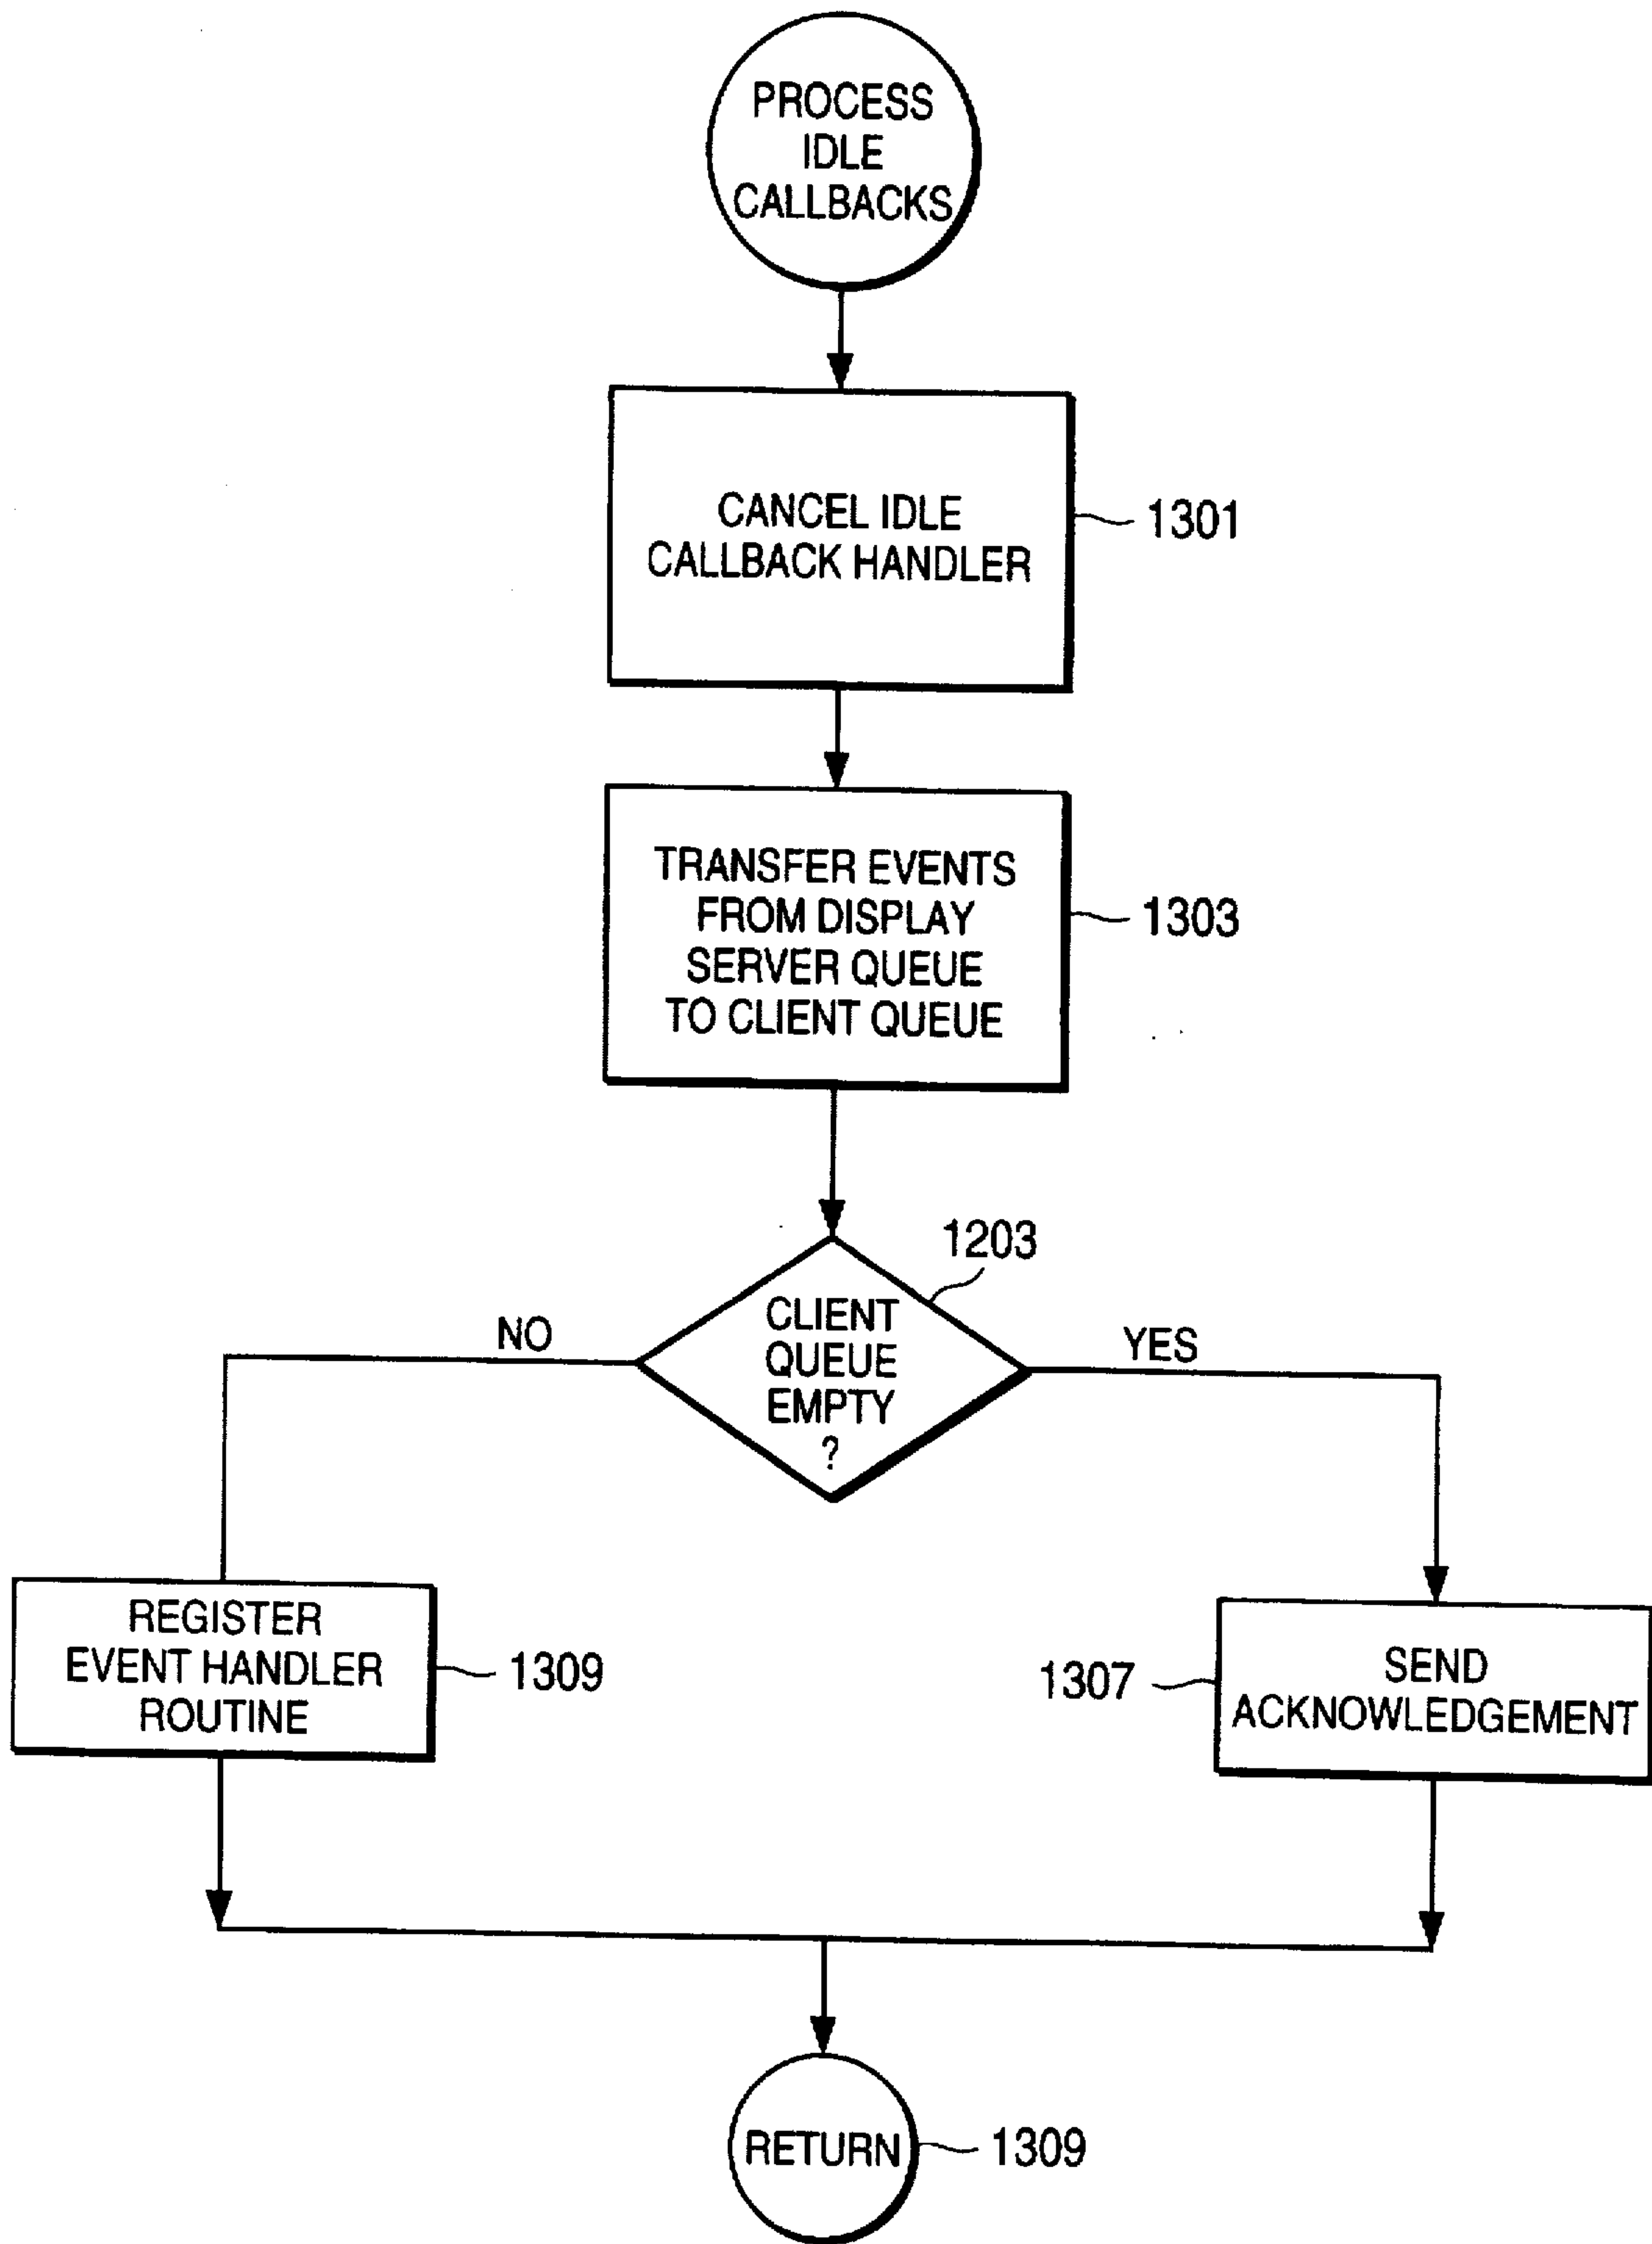 PROCESS
IDLE
CALLBACKS
CANCEL IDLE
CALLBACK HANDLER
1301
TRANSFER EVENTS
FROM DISPLAY
SERVER QUEUE
TO CLIENT QUEUE
1303
1203
CLIENT
QUEUE
EMPTY
?
NO
YES
REGISTER
EVENT HANDLER
ROUTINE
1309
1307
SEND
ACKNOWLEDGEMENT
RETURN
1309